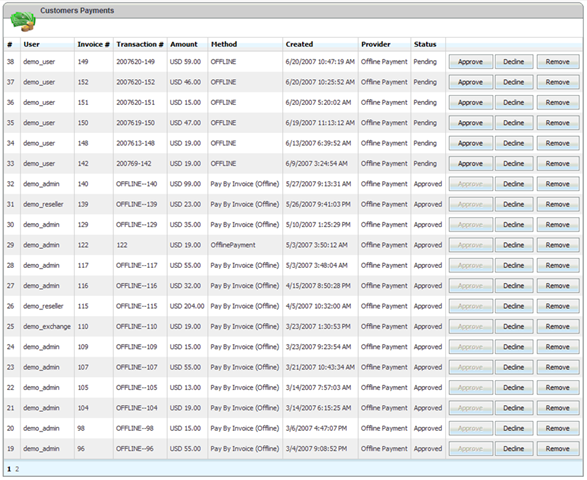 Customers Payments
# User Invoice # Transaction # Amount Method Created Provider Status
38 demo_user 149 2007620-149 USD 59.00 OFFLINE 6/20/2007 10:47:19 AM Offline Payment Pending Approve Decline Remove
37 demo_user 152 2007620-152 USD 46.00 OFFLINE 6/20/2007 10:25:52 AM Offline Payment Pending Approve Decline Remove
36 demo_user 151 2007620-151 USD 15.00 OFFLINE 6/20/2007 5:20:02 AM Offline Payment Pending Approve Decline Remove
35 demo_user 150 2007619-150 USD 47.00 OFFLINE 6/19/2007 11:13:12 AM Offline Payment Pending Approve Decline Remove
34 demo_user 148 2007613-148 USD 19.00 OFFLINE 6/13/2007 6:39:52 AM Offline Payment Pending Approve Decline Remove
33 demo_user 142 200769-142 USD 19.00 OFFLINE 6/9/2007 3:24:54 AM Offline Payment Pending Approve Decline Remove
32 demo_admin 140 OFFLINE--140 USD 99.00 Pay By Invoice (Offline) 5/27/2007 9:13:31 AM Offline Payment Approved Approve Decline Remove
31 demo_reseller 139 OFFLINE--139 USD 23.00 Pay By Invoice (Offline) 5/26/2007 9:41:03 PM Offline Payment Approved Approve Decline Remove
30 demo_admin 129 OFFLINE--129 USD 35.00 Pay By Invoice (Offline) 5/10/2007 1:25:29 PM Offline Payment Approved Approve Decline Remove
29 demo_admin 122 122 USD 19.00 OfflinePayment 5/3/2007 3:50:12 AM Offline Payment Approved Approve Decline Remove
28 demo_admin 117 OFFLINE--117 USD 55.00 Pay By Invoice (Offline) 5/3/2007 3:48:04 AM Offline Payment Approved Approve Decline Remove
27 demo_admin 116 OFFLINE--116 USD 32.00 Pay By Invoice (Offline) 4/15/2007 8:50:28 PM Offline Payment Approved Approve Decline Remove
26 demo_reseller 115 OFFLINE--115 USD 204.00 Pay By Invoice (Offline) 4/5/2007 10:32:00 AM Offline Payment Approved Approve Decline Remove
25 demo_exchange 110 OFFLINE--110 USD 19.00 Pay By Invoice (Offline) 3/23/2007 1:30:53 PM Offline Payment Approved Approve Decline Remove
24 demo_admin 109 OFFLINE--109 USD 15.00 Pay By Invoice (Offline) 3/23/2007 9:23:54 AM Offline Payment Approved Approve Decline Remove
23 demo_admin 107 OFFLINE--107 USD 55.00 Pay By Invoice (Offline) 3/21/2007 10:43:34 AM Offline Payment Approved Approve Decline Remove
22 demo_admin 105 OFFLINE--105 USD 13.00 Pay By Invoice (Offline) 3/14/2007 7:57:03 AM Offline Payment Approved Approve Decline Remove
21 demo_admin 104 OFFLINE--104 USD 19.00 Pay By Invoice (Offline) 3/14/2007 6:15:25 AM Offline Payment Approved Approve Decline Remove
20 demo_admin 98 OFFLINE--98 USD 15.00 Pay By Invoice (Offline) 3/6/2007 4:47:07 PM Offline Payment Approved Approve Decline Remove
19 demo_admin 96 OFFLINE--96 USD 55.00 Pay By Invoice (Offline) 3/4/2007 9:08:52 PM Offline Payment Approved Approve Decline Remove
1 2